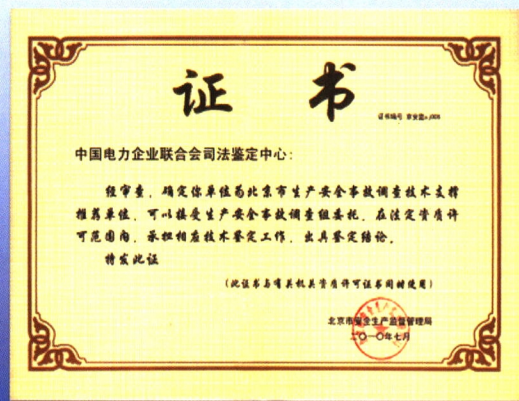 证书
证书编号 京安监
中国电力企业联合会司法鉴定中心：
经审查，确定你单位为北京市生产安全事故调查技术支撑
推荐单位，可以接受生产安全事故调查组委托，在法定资质许
可范围内，承担相应技术鉴定工作，出具鉴定结论。
特发此证
（此证书与有关机关资质许可证书同时使用）
北京市安全生产监督管理局
二〇一〇年七月